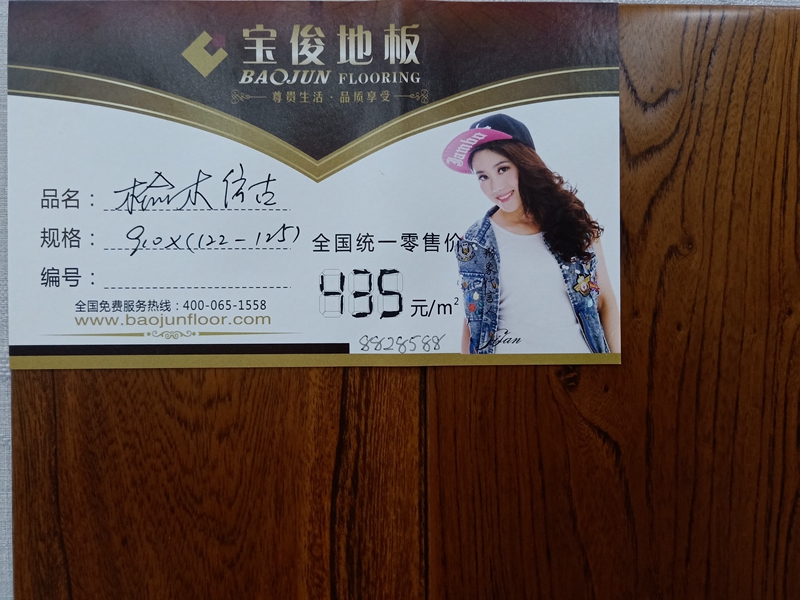 宝俊地板
BAOJUN FLOORING
尊贵生活·品质享受
Jambo
品名：榆木仿古
规格：910×(122-125)
编号：
全国统一零售价
435元/m²
全国免费服务热线：400-065-1558
www.baojunfloor.com
8828588